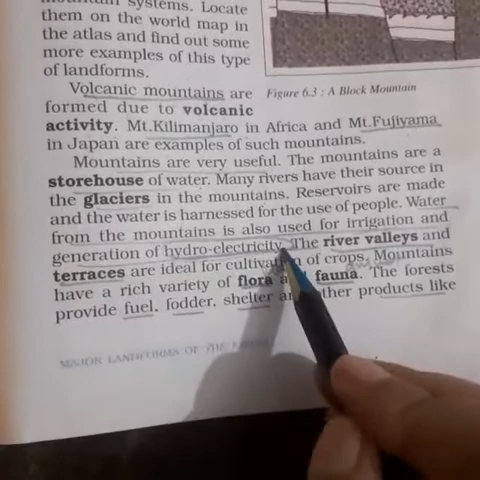 systems. Locate
them on the world map in
the atlas and find out some
more examples of this type
of landforms.
Volcanic mountains are
formed due to volcanic
activity. Mt.Kilimanjaro in Africa and Mt.Fujiyama
in Japan are examples of such mountains.
Mountains are very useful. The mountains are a
storehouse of water. Many rivers have their source in
the glaciers in the mountains. Reservoirs are made
and the water is harnessed for the use of people. Water
from the mountains is also used for irrigation and
generation of hydro-electricity. The river valleys and
terraces are ideal for cultivation of crops. Mountains
have a rich variety of flora fauna. The forests
provide fuel, fodder, shelter other products like
Figure 6.3 : A Block Mountain
MAJOR LANDFORMS OF THE